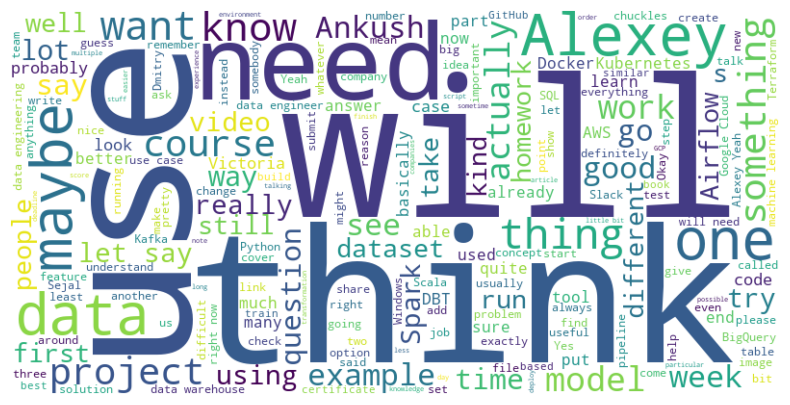 use
will
think
need
Alexey
data
maybe
one
know
want
Ankush
well
lot
say
something
actually
homework
work
go
good
Airflow
course
video
way
really
kind
take
see
thing
different
still
let say
people
dataset
question
Spark
run
DBT
model
week
try
project
first
using
example
time
Docker
Kubernetes
AWS
learn
s
part
now
big
idea
important
GitHub
create
number
talk
company
case
answer
data engineer
whatever
instead
somebody
remember
Dmitry
ask
guess
probably
team
multiple
stuff
write
anything
nice
look
better
use case
Victoria
submit
reason
basically
already
might
build
change
running
pretty
make
talking
Kafka
Python
cover
able
used
quite
concept
start
Scala
tool
sure
usually
always
problem
Windows
add
share
link
much
right
going
train
many
check
option
two
said
job
exactly
useful
Yes
find
put
pipeline
end
code
please
even
BigQuery
table
image
bit
come
help
file
based
set
certificate
data warehouse
solution
best
three
around
least
another
us
right now
difficult
understand
feature
Sejal
note
long
transformation
knowledge
less
day
deploy
particular
possible
give
called
will need
little bit
Slack
book
test
Okay
definitely
point
show
step
let
SQL
similar
everything
Google Cloud
Alexey Yeah
machine learning
Terraform
new
environment
order
experience
script
sometime
finish
article
data engineering
chuckles
mean
Yeah
score